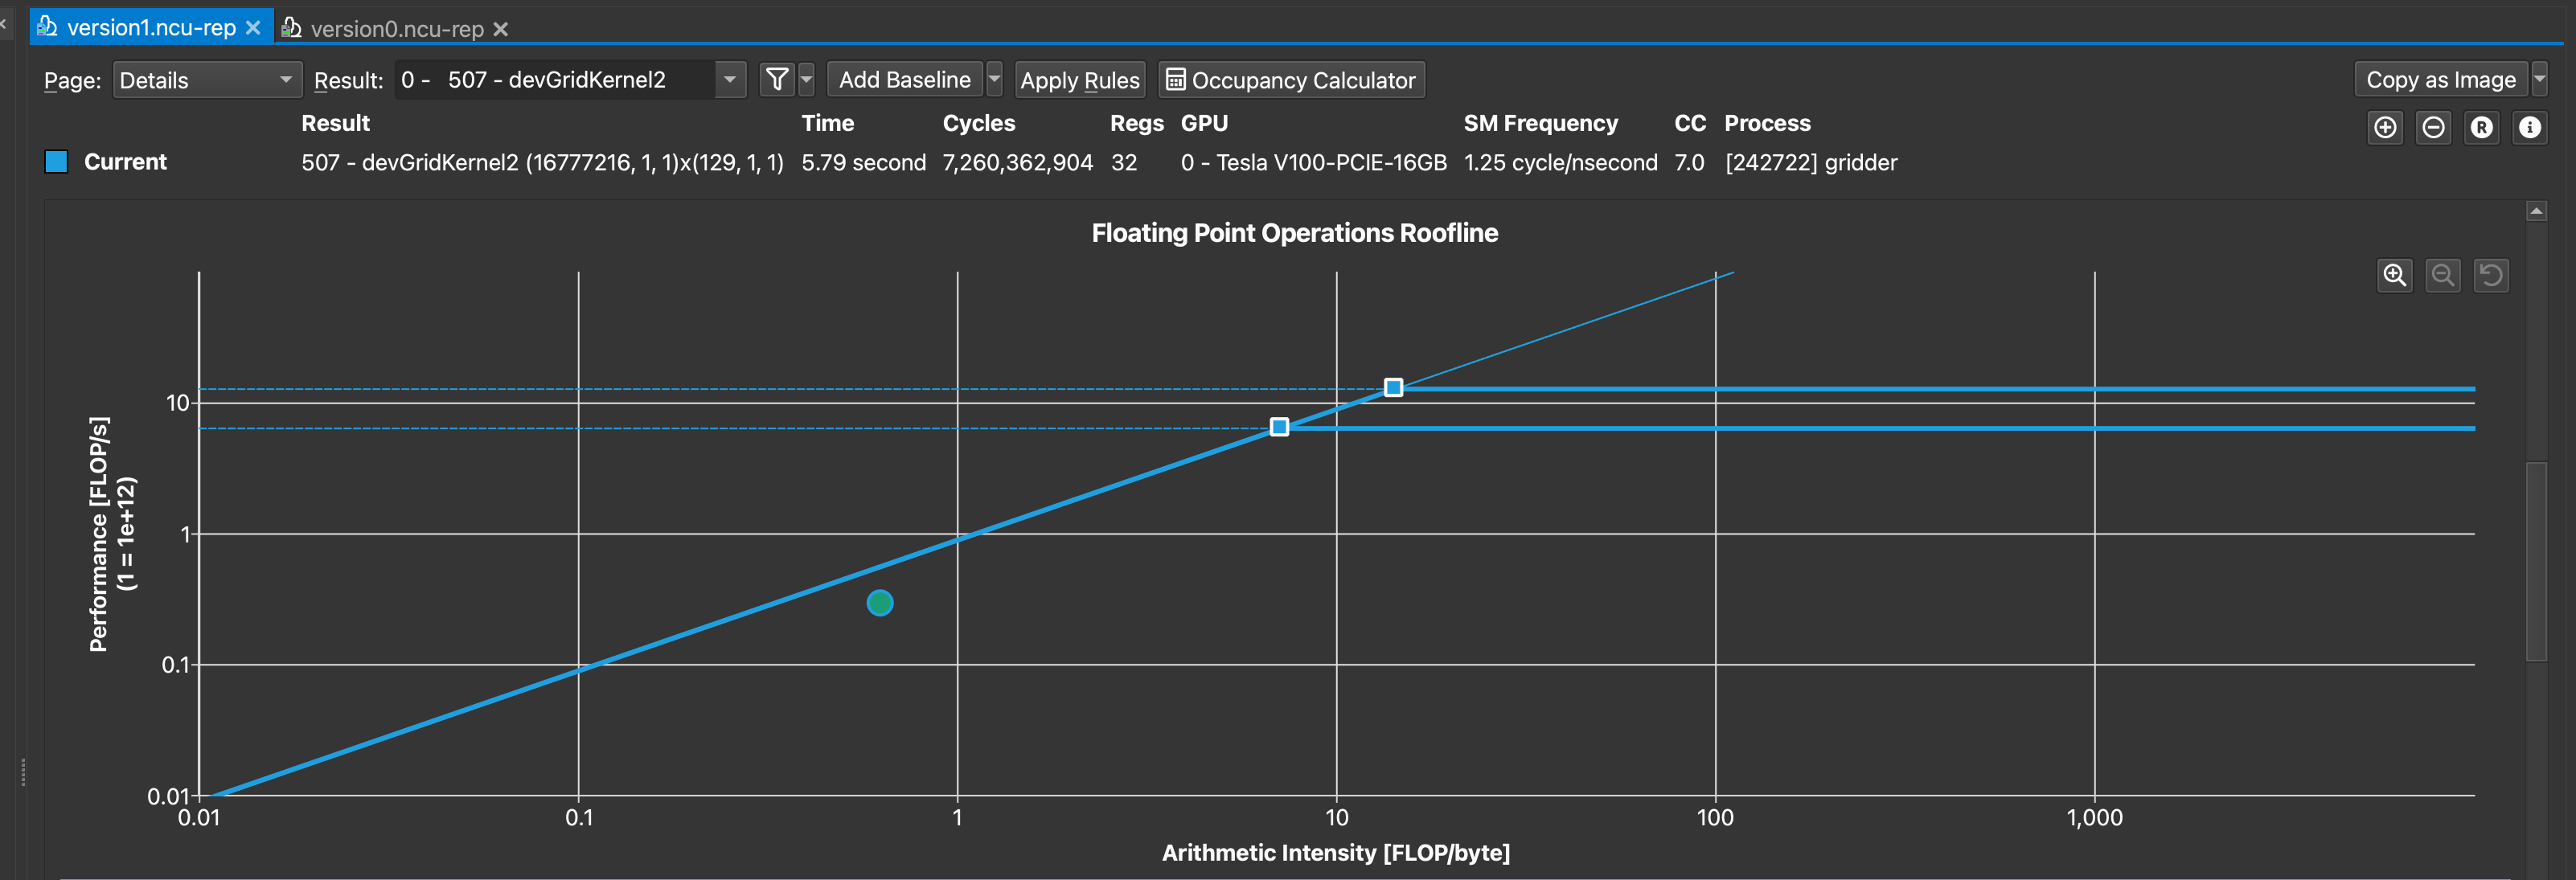 version1.ncu-rep version0.ncu-rep
Page: Details Result: 0 - 507 - devGridKernel2 Add Baseline Apply Rules Occupancy Calculator Copy as Image
Result Time Cycles Regs GPU SM Frequency CC Process
Current 507 - devGridKernel2 (16777216, 1, 1)x(129, 1, 1) 5.79 second 7,260,362,904 32 0 - Tesla V100-PCIE-16GB 1.25 cycle/nsecond 7.0 [242722] gridder
Floating Point Operations Roofline
10
1
0.1
0.01
Performance [FLOP/s]
(1 = 1e+12)
0.01 0.1 1 10 100 1,000
Arithmetic Intensity [FLOP/byte]